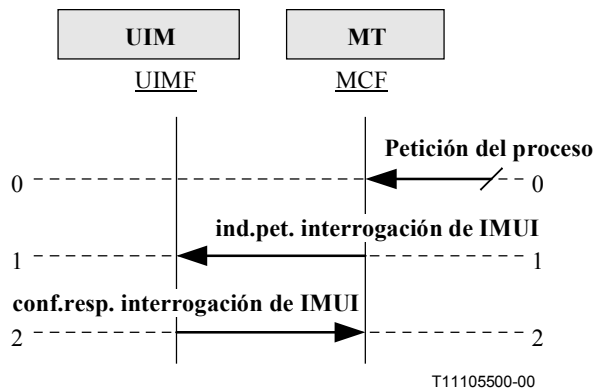 UIM MT
UIMF MCF
Petición del proceso
0 0
ind.pet. interrogación de IMUI
1 1
conf.resp. interrogación de IMUI
2 2
T11105500-00